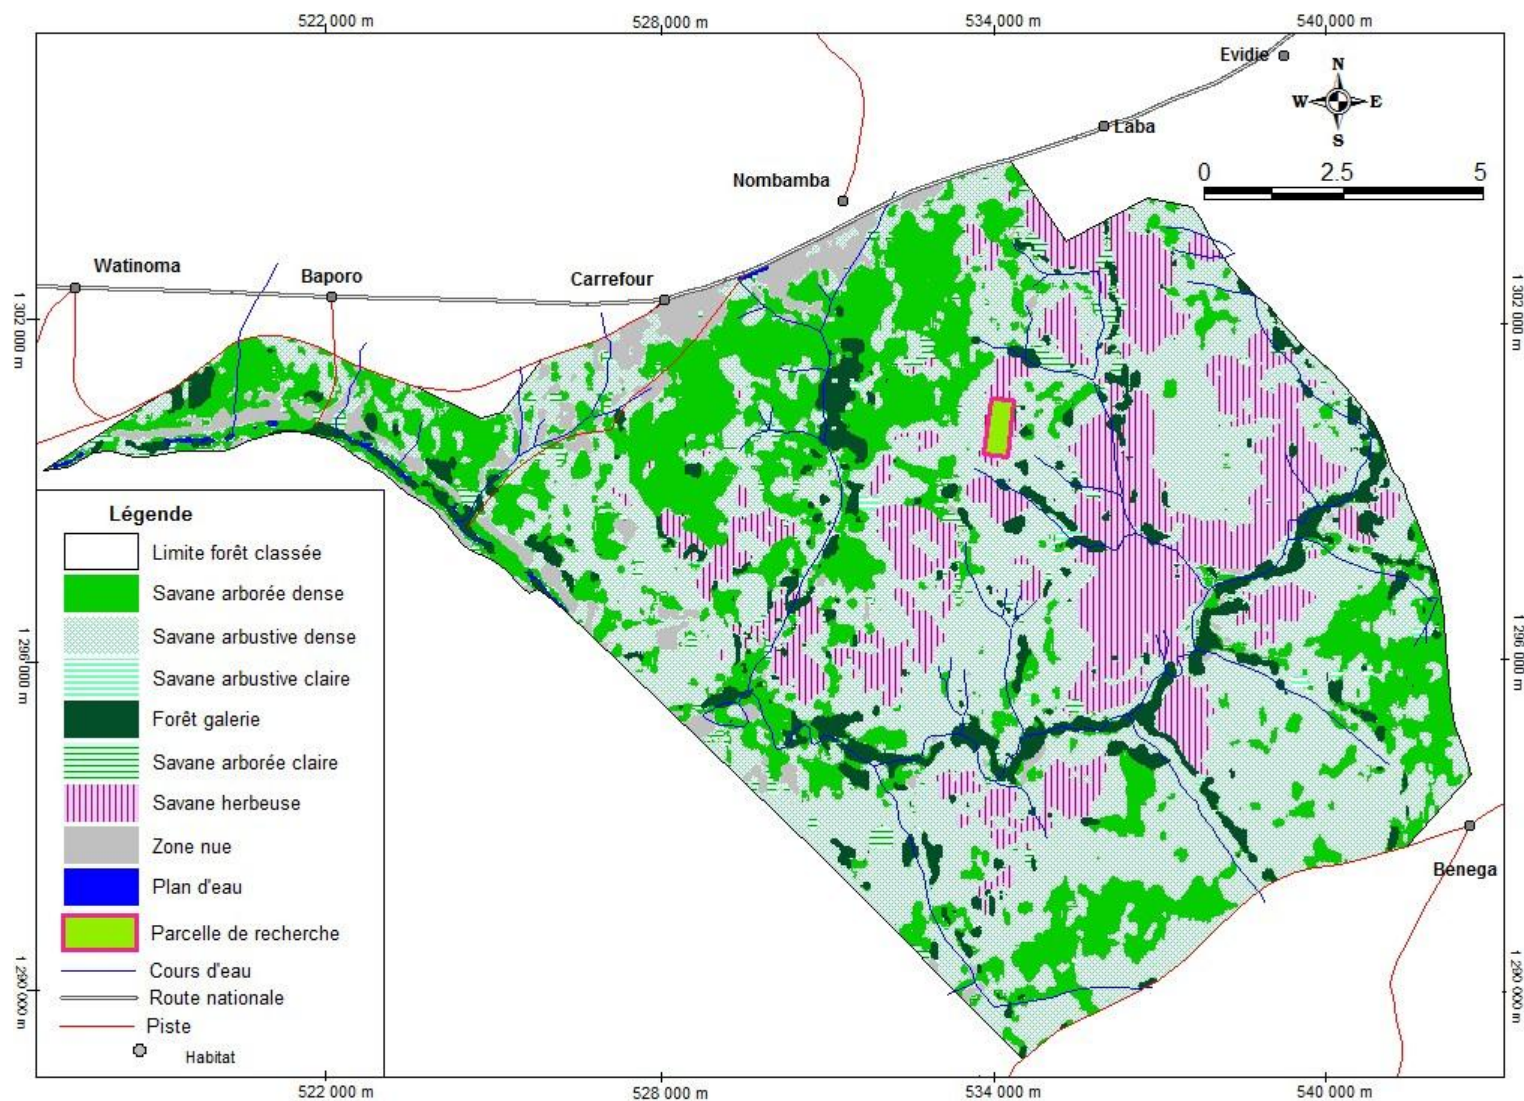 522 000 m
528 000 m
534 000 m
540 000 m
Evidie
N
W E
S
Laba
0 2.5 5
Nombamba
Watinoma
Baporo
Carrefour
1 302 000 m
1 302 000 m
Légende
Limite forêt classée
Savane arborée dense
Savane arbustive dense
Savane arbustive claire
Forêt galerie
Savane arborée claire
Savane herbeuse
Zone nue
Plan d'eau
Parcelle de recherche
Cours d'eau
Route nationale
Piste
Habitat
1 296 000 m
1 296 000 m
Benega
1 290 000 m
1 290 000 m
522 000 m
528 000 m
534 000 m
540 000 m